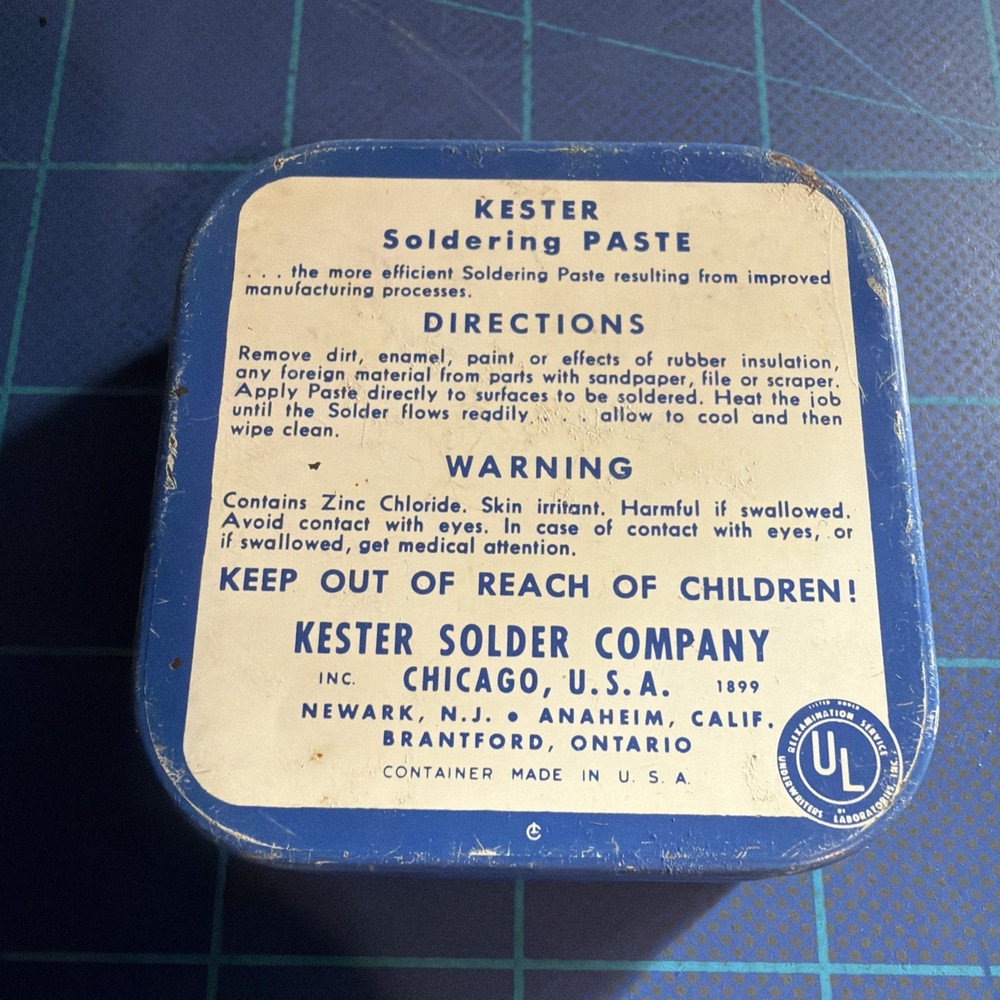 KESTER
Soldering PASTE
. . . the more efficient Soldering Paste resulting from improved
manufacturing processes.
DIRECTIONS
Remove dirt, enamel, paint or effects of rubber insulation,
any foreign material from parts with sandpaper, file or scraper.
Apply Paste directly to surfaces to be soldered. Heat the job
until the Solder flows readily . . . . allow to cool and then
wipe clean.
WARNING
Contains Zinc Chloride. Skin irritant. Harmful if swallowed.
Avoid contact with eyes. In case of contact with eyes, or
if swallowed, get medical attention.
KEEP OUT OF REACH OF CHILDREN!
KESTER SOLDER COMPANY
INC. CHICAGO, U.S.A. 1899
NEWARK, N.J. • ANAHEIM, CALIF.
BRANTFORD, ONTARIO
CONTAINER MADE IN U. S. A.
LISTED UNDER
REEXAMINATION SERVICE
UL
OF
UNDERWRITERS LABORATORIES, INC.